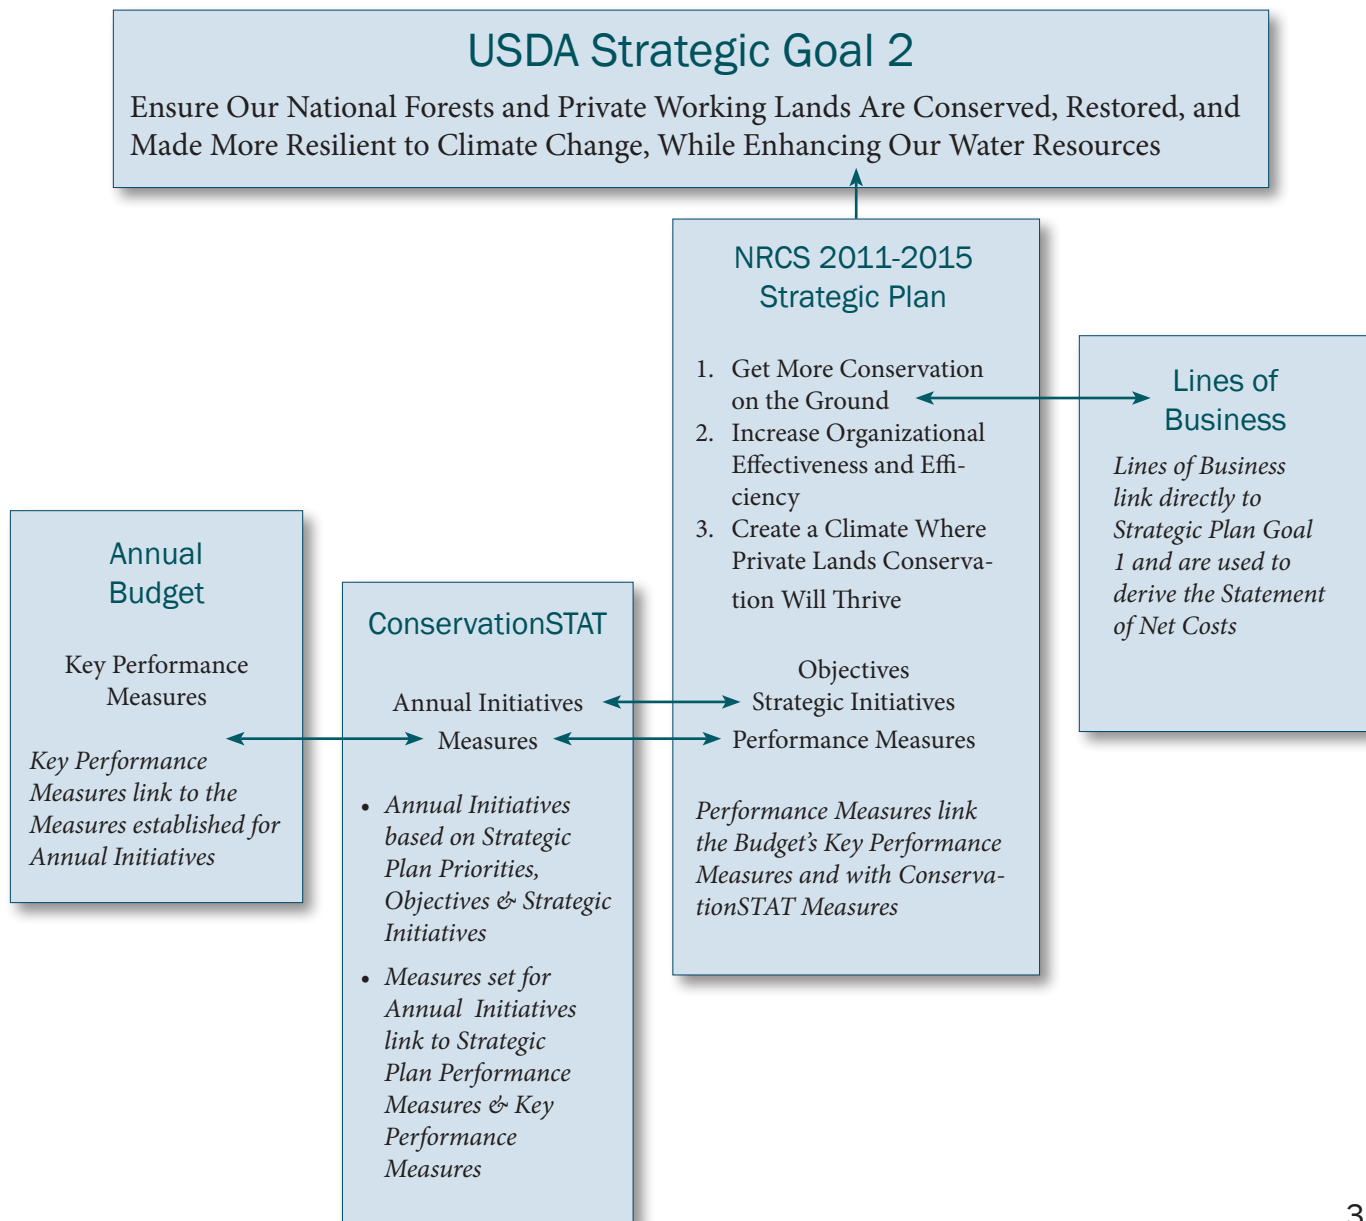 USDA Strategic Goal 2
Ensure Our National Forests and Private Working Lands Are Conserved, Restored, and
Made More Resilient to Climate Change, While Enhancing Our Water Resources
NRCS 2011-2015
Strategic Plan
1. Get More Conservation
on the Ground
2. Increase Organizational
Effectiveness and Effi-
ciency
3. Create a Climate Where
Private Lands Conserva-
tion Will Thrive
Objectives
Strategic Initiatives
Performance Measures
Performance Measures link
the Budget's Key Performance
Measures and with Conserva-
tionSTAT Measures
Lines of
Business
Lines of Business
link directly to
Strategic Plan Goal
1 and are used to
derive the Statement
of Net Costs
Annual
Budget
Key Performance
Measures
Key Performance
Measures link to the
Measures established for
Annual Initiatives
ConservationSTAT
Annual Initiatives
Measures
• Annual Initiatives
based on Strategic
Plan Priorities,
Objectives & Strategic
Initiatives
• Measures set for
Annual Initiatives
link to Strategic
Plan Performance
Measures & Key
Performance
Measures
3